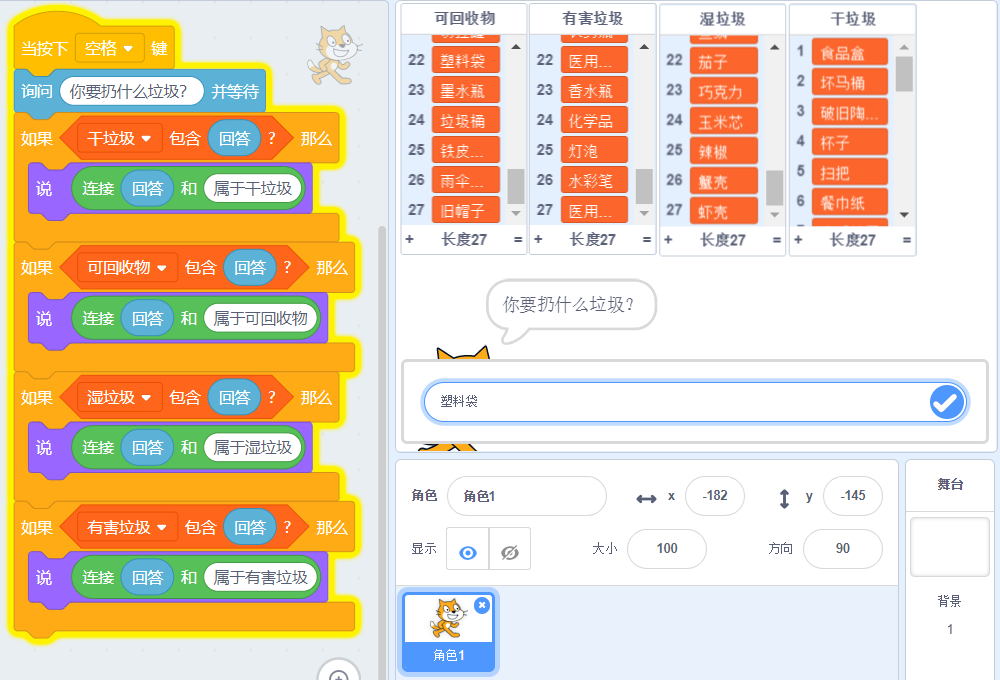 当按下 空格 键
询问 你要扔什么垃圾? 并等待
如果 干垃圾 包含 回答 ? 那么
说 连接 回答 和 属于干垃圾
如果 可回收物 包含 回答 ? 那么
说 连接 回答 和 属于可回收物
如果 湿垃圾 包含 回答 ? 那么
说 连接 回答 和 属于湿垃圾
如果 有害垃圾 包含 回答 ? 那么
说 连接 回答 和 属于有害垃圾
可回收物
22 塑料袋
23 墨水瓶
24 垃圾桶
25 铁皮...
26 雨伞...
27 旧帽子
+ 长度27 =
有害垃圾
22 医用...
23 香水瓶
24 化学品
25 灯泡
26 水彩笔
27 医用...
+ 长度27 =
湿垃圾
22 茄子
23 巧克力
24 玉米芯
25 辣椒
26 蟹壳
27 虾壳
+ 长度27 =
干垃圾
1 食品盒
2 坏马桶
3 破旧陶...
4 杯子
5 扫把
6 餐巾纸
+ 长度27 =
你要扔什么垃圾?
塑料袋
角色 角色1 x -182 y -145
显示 大小 100 方向 90
角色1
舞台
背景
1